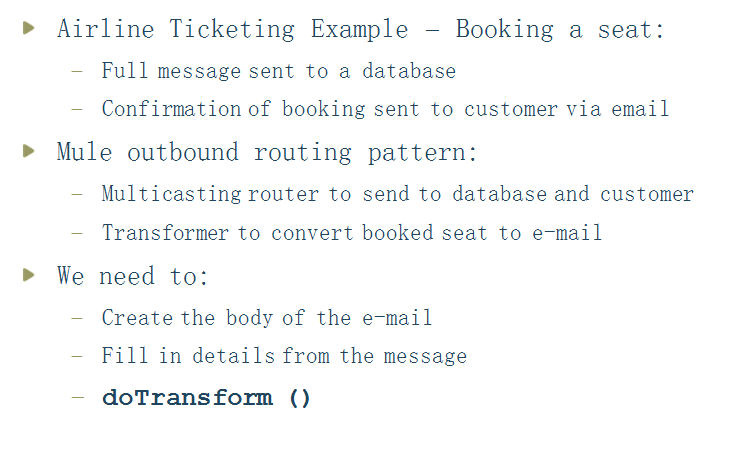 Airline Ticketing Example – Booking a seat:
– Full message sent to a database
– Confirmation of booking sent to customer via email
Mule outbound routing pattern:
– Multicasting router to send to database and customer
– Transformer to convert booked seat to e-mail
We need to:
– Create the body of the e-mail
– Fill in details from the message
– doTransform ()